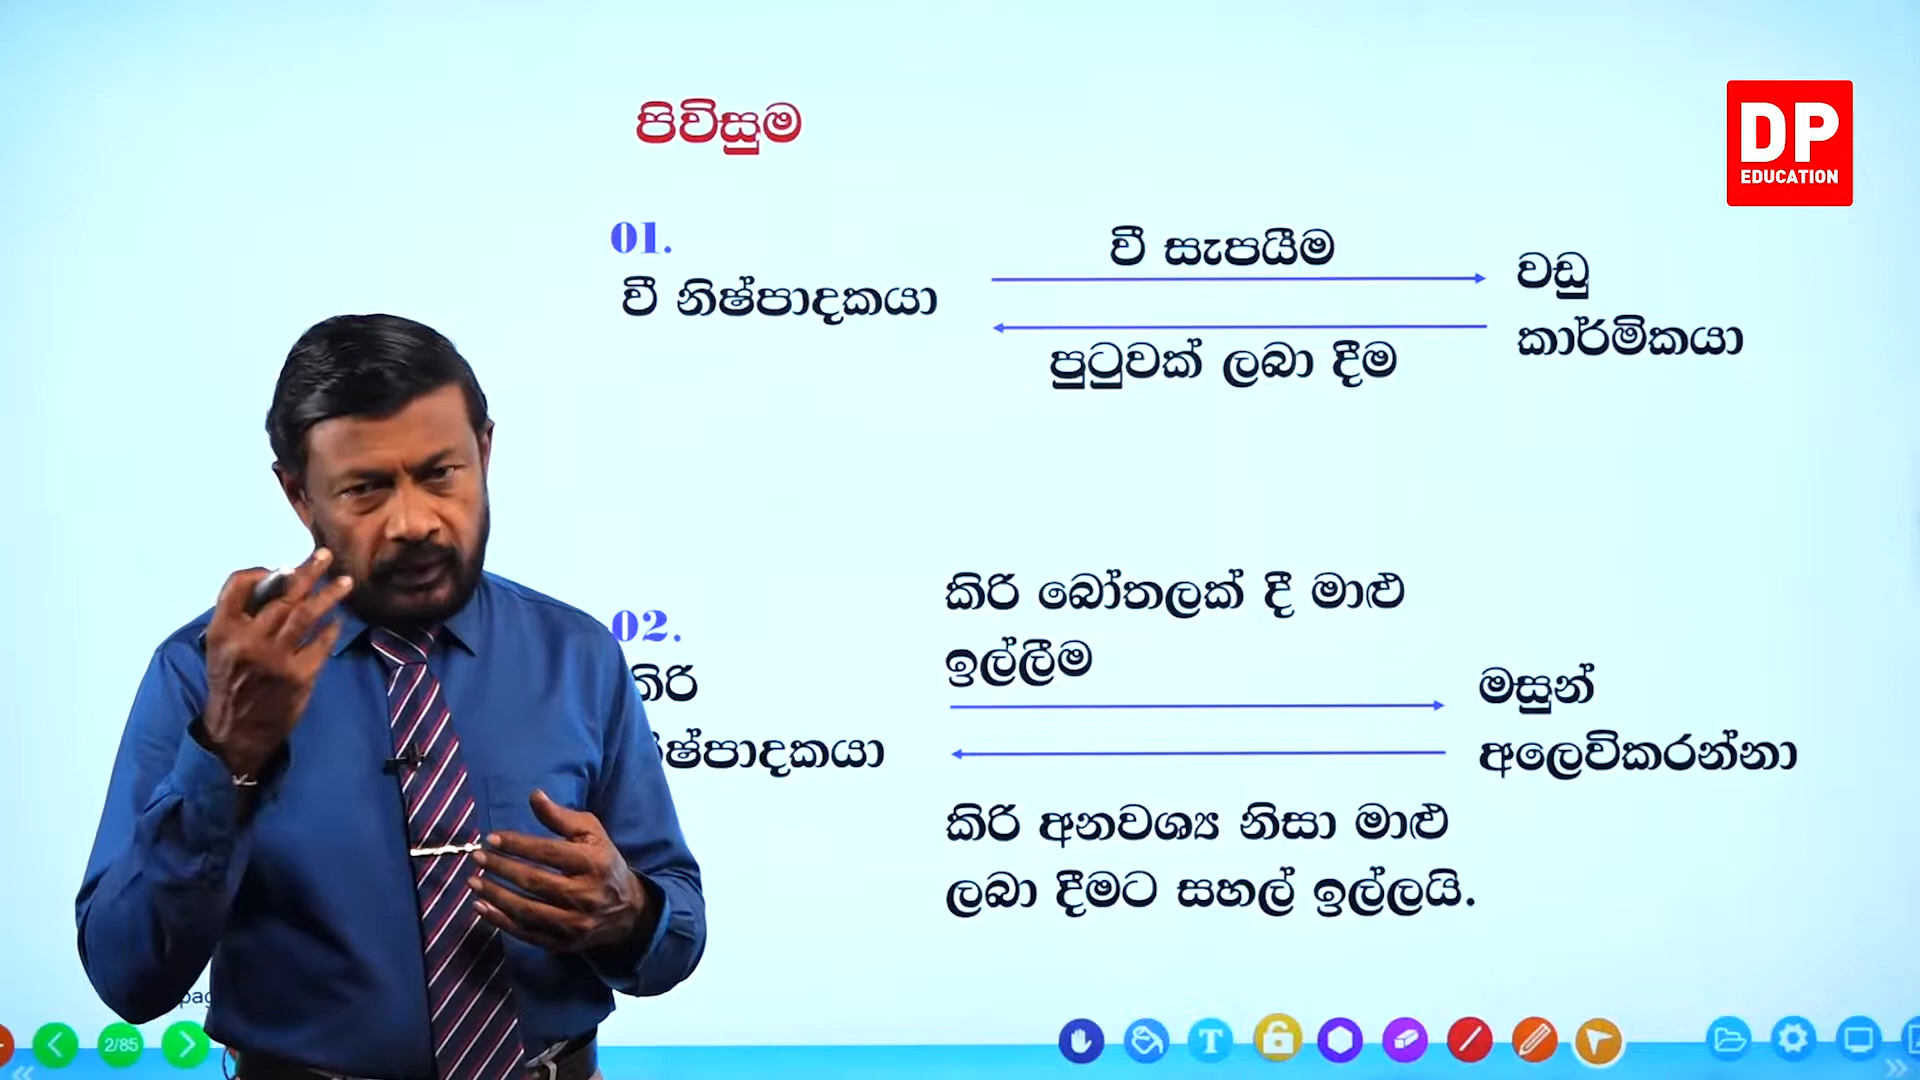 පිවිසුම
DP
EDUCATION
01.
වී නිෂ්පාදකයා
වී සැපයීම
වඩු
කාර්මිකයා
පුටුවක් ලබා දීම
02.
කිරි බෝතලක් දී මාළු
ඉල්ලීම
මසුන්
අලෙවිකරන්නා
කිරි අනවශ්‍ය නිසා මාළු
ලබා දීමට සහල් ඉල්ලයි.
2/85
T